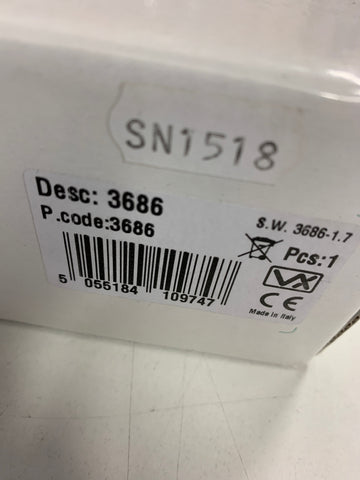 SN1518
Desc: 3686
P.code:3686
S.W. 3686-1.7
Pcs:1
VX
CE
Made in Italy
5 055184 109747